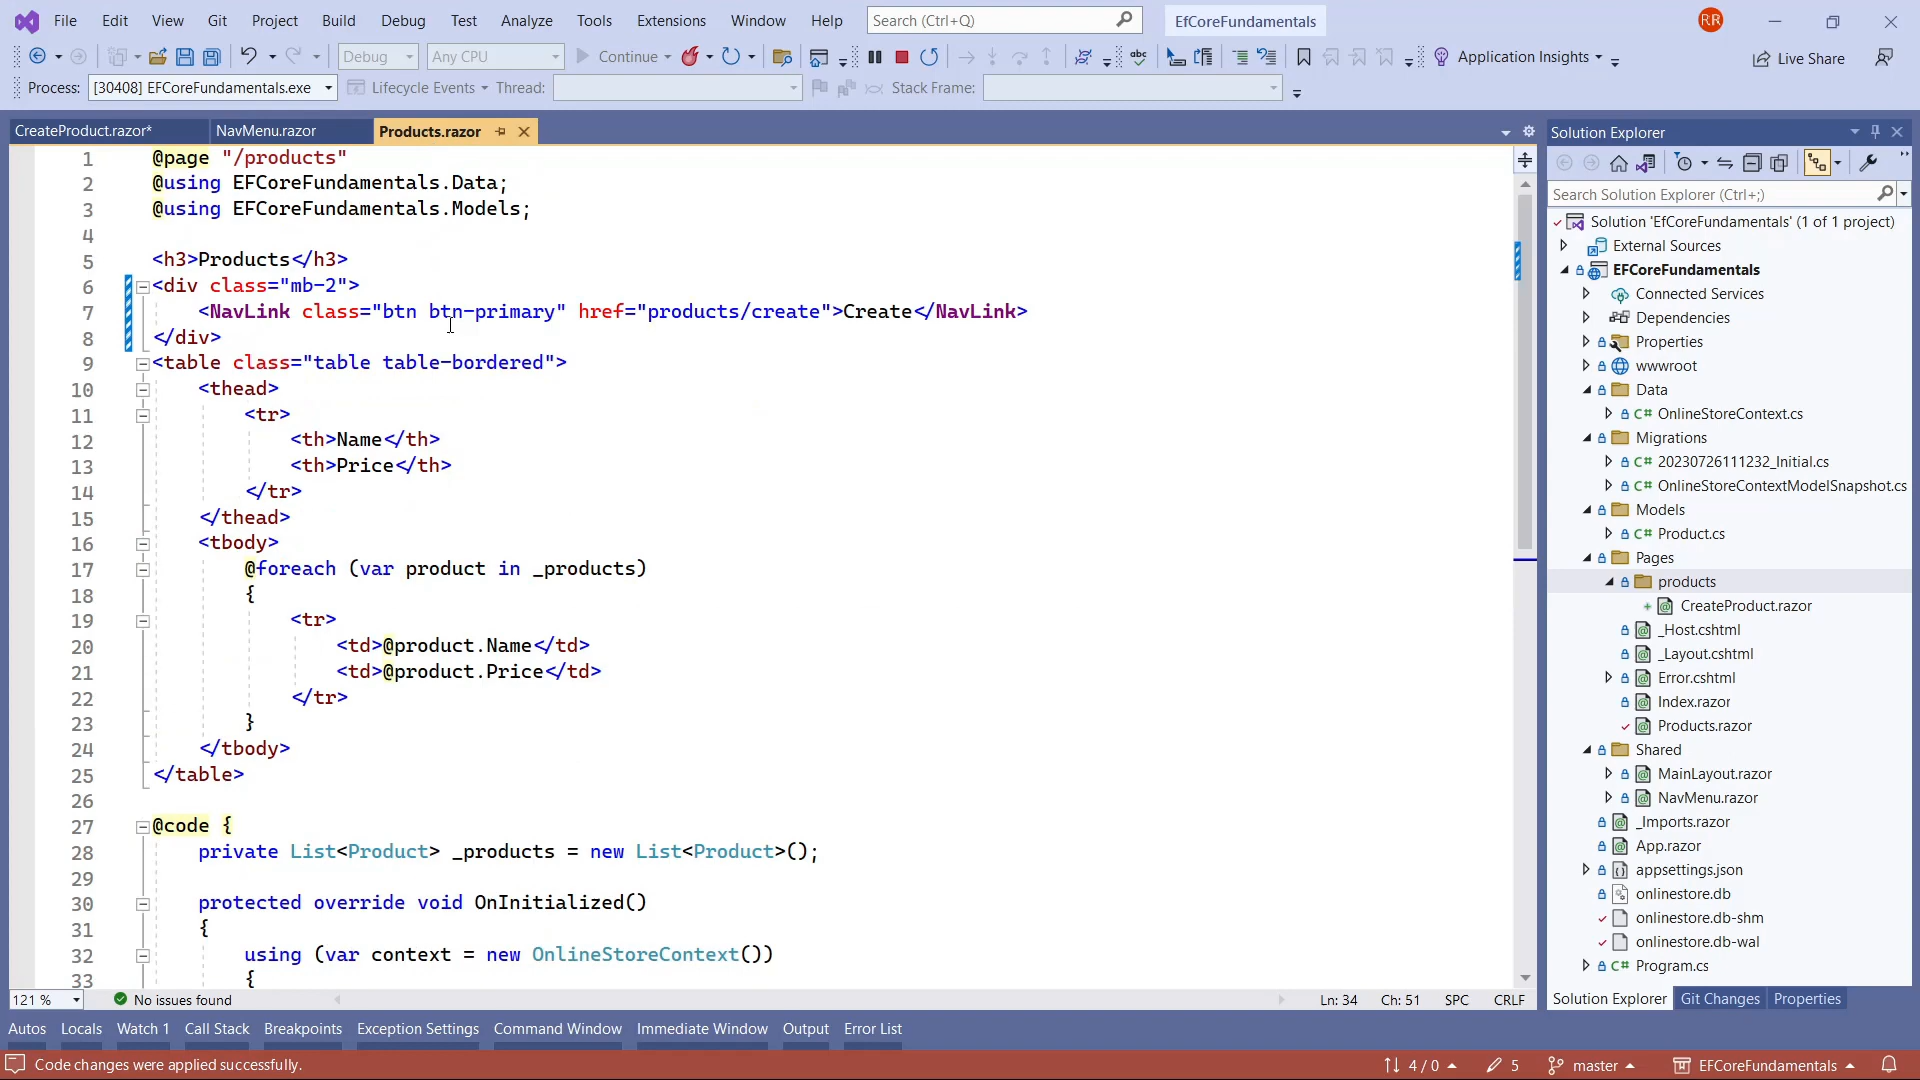 File Edit View Git Project Build Debug Test Analyze Tools Extensions Window Help Search (Ctrl+Q) EfCoreFundamentals RR
Debug Any CPU Continue Application Insights Live Share
Process: [30408] EFCoreFundamentals.exe Lifecycle Events Thread: Stack Frame:
CreateProduct.razor* NavMenu.razor Products.razor
1 @page "/products"
2 @using EFCoreFundamentals.Data;
3 @using EFCoreFundamentals.Models;
4
5 <h3>Products</h3>
6 <div class="mb-2">
7 <NavLink class="btn btn-primary" href="products/create">Create</NavLink>
8 </div>
9 <table class="table table-bordered">
10 <thead>
11 <tr>
12 <th>Name</th>
13 <th>Price</th>
14 </tr>
15 </thead>
16 <tbody>
17 @foreach (var product in _products)
18 {
19 <tr>
20 <td>@product.Name</td>
21 <td>@product.Price</td>
22 </tr>
23 }
24 </tbody>
25 </table>
26
27 @code {
28 private List<Product> _products = new List<Product>();
29
30 protected override void OnInitialized()
31 {
32 using (var context = new OnlineStoreContext())
33 {
121 % No issues found Ln: 34 Ch: 51 SPC CRLF
Solution Explorer
Search Solution Explorer (Ctrl+;)
Solution 'EfCoreFundamentals' (1 of 1 project)
External Sources
EFCoreFundamentals
Connected Services
Dependencies
Properties
wwwroot
Data
C# OnlineStoreContext.cs
Migrations
C# 20230726111232_Initial.cs
C# OnlineStoreContextModelSnapshot.cs
Models
C# Product.cs
Pages
products
CreateProduct.razor
_Host.cshtml
_Layout.cshtml
Error.cshtml
Index.razor
Products.razor
Shared
MainLayout.razor
NavMenu.razor
_Imports.razor
App.razor
appsettings.json
onlinestore.db
onlinestore.db-shm
onlinestore.db-wal
C# Program.cs
Solution Explorer Git Changes Properties
Autos Locals Watch 1 Call Stack Breakpoints Exception Settings Command Window Immediate Window Output Error List
Code changes were applied successfully. 4 / 0 5 master EFCoreFundamentals